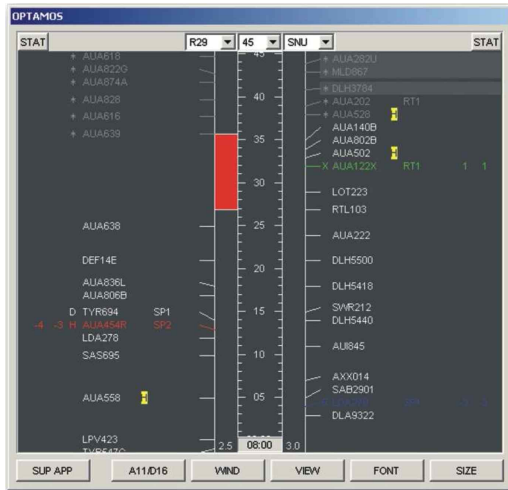 OPTAMOS
STAT R29 45 SNU STAT
45
AUA618 AUA282U
AUA822G MLD867
AUA874A DLH3784
AUA828 40 AUA202 RT1
AUA616 AUA528 H
AUA639 AUA140B
35 AUA802B
AUA502 H
X AUA122X RT1 1 1
30 LOT223
RTL103
AUA638 25 AUA222
DEF14E DLH5500
20
AUA836L DLH5418
AUA806B
D TYR694 SP1 15 SWR212
-4 -3 H AUA454R SP2 DLH5440
LDA278
SAS695 10 AUI845
AXX014
SAB2901
AUA558 H 05
DLA9322
LPV423
2.5 08:00 3.0
TYR547C
SUP APP A11/D16 WIND VIEW FONT SIZE